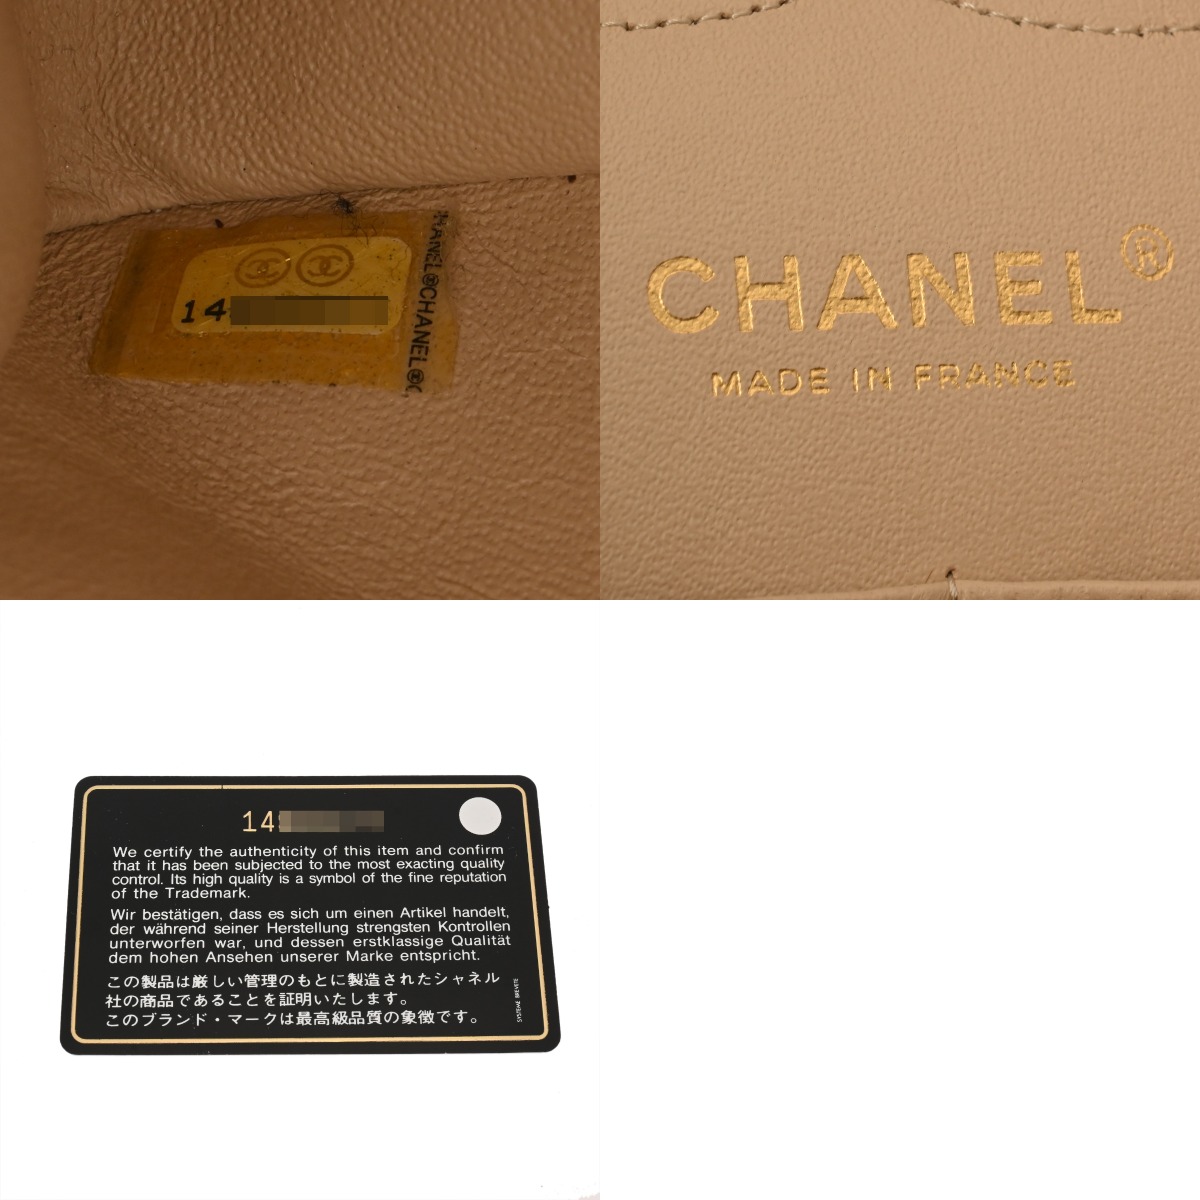 14
HANEL®CHANEL®C
CHANEL®
MADE IN FRANCE
14
We certify the authenticity of this item and confirm
that it has been subjected to the most exacting quality
control. Its high quality is a symbol of the fine reputation
of the Trademark.
Wir bestätigen, dass es sich um einen Artikel handelt,
der während seiner Herstellung strengsten Kontrollen
unterworfen war, und dessen erstklassige Qualität
dem hohen Ansehen unserer Marke entspricht.
この製品は厳しい管理のもとに製造されたシャネル
社の商品であることを証明いたします。
このブランド・マークは最高級品質の象徴です。
SYSTEME BREVETE